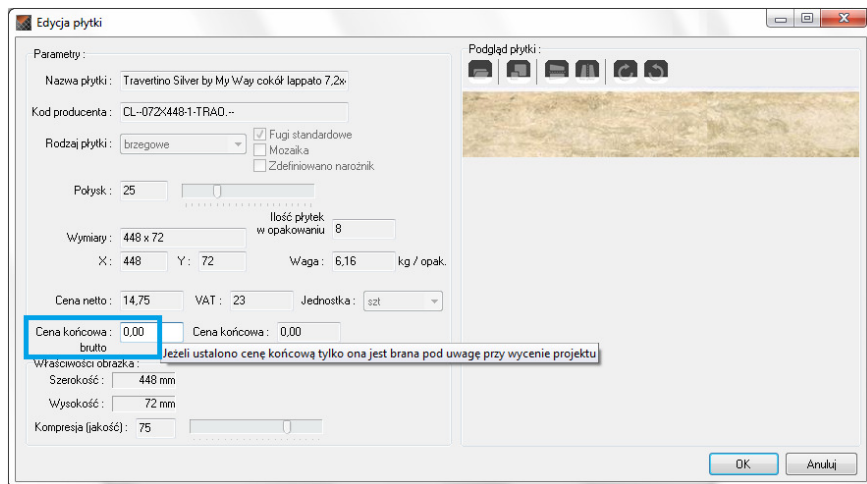 Edycja płytki
Parametry :
Nazwa płytki : Travertino Silver by My Way cokół lappato 7,2x
Kod producenta : CL--072X448-1-TRAO.--
Rodzaj płytki : brzegowe
Fugi standardowe
Mozaika
Zdefiniowano narożnik
Połysk : 25
Ilość płytek
w opakowaniu 8
Wymiary : 448 x 72
X : 448 Y : 72 Waga : 6,16 kg / opak.
Cena netto : 14,75 VAT : 23 Jednostka : szt
Cena końcowa : 0,00 Cena końcowa : 0,00
brutto
Jeżeli ustalono cenę końcową tylko ona jest brana pod uwagę przy wycenie projektu
Właściwości obrazka :
Szerokość : 448 mm
Wysokość : 72 mm
Kompresja (jakość) : 75
Podgląd płytki :
OK Anuluj